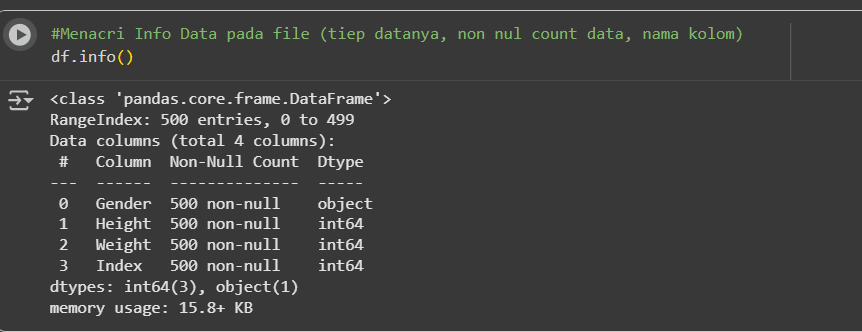 #Menacri Info Data pada file (tiep datanya, non nul count data, nama kolom)
df.info()
<class 'pandas.core.frame.DataFrame'>
RangeIndex: 500 entries, 0 to 499
Data columns (total 4 columns):
 #   Column  Non-Null Count  Dtype
---  ------  --------------  -----
 0   Gender  500 non-null    object
 1   Height  500 non-null    int64
 2   Weight  500 non-null    int64
 3   Index   500 non-null    int64
dtypes: int64(3), object(1)
memory usage: 15.8+ KB